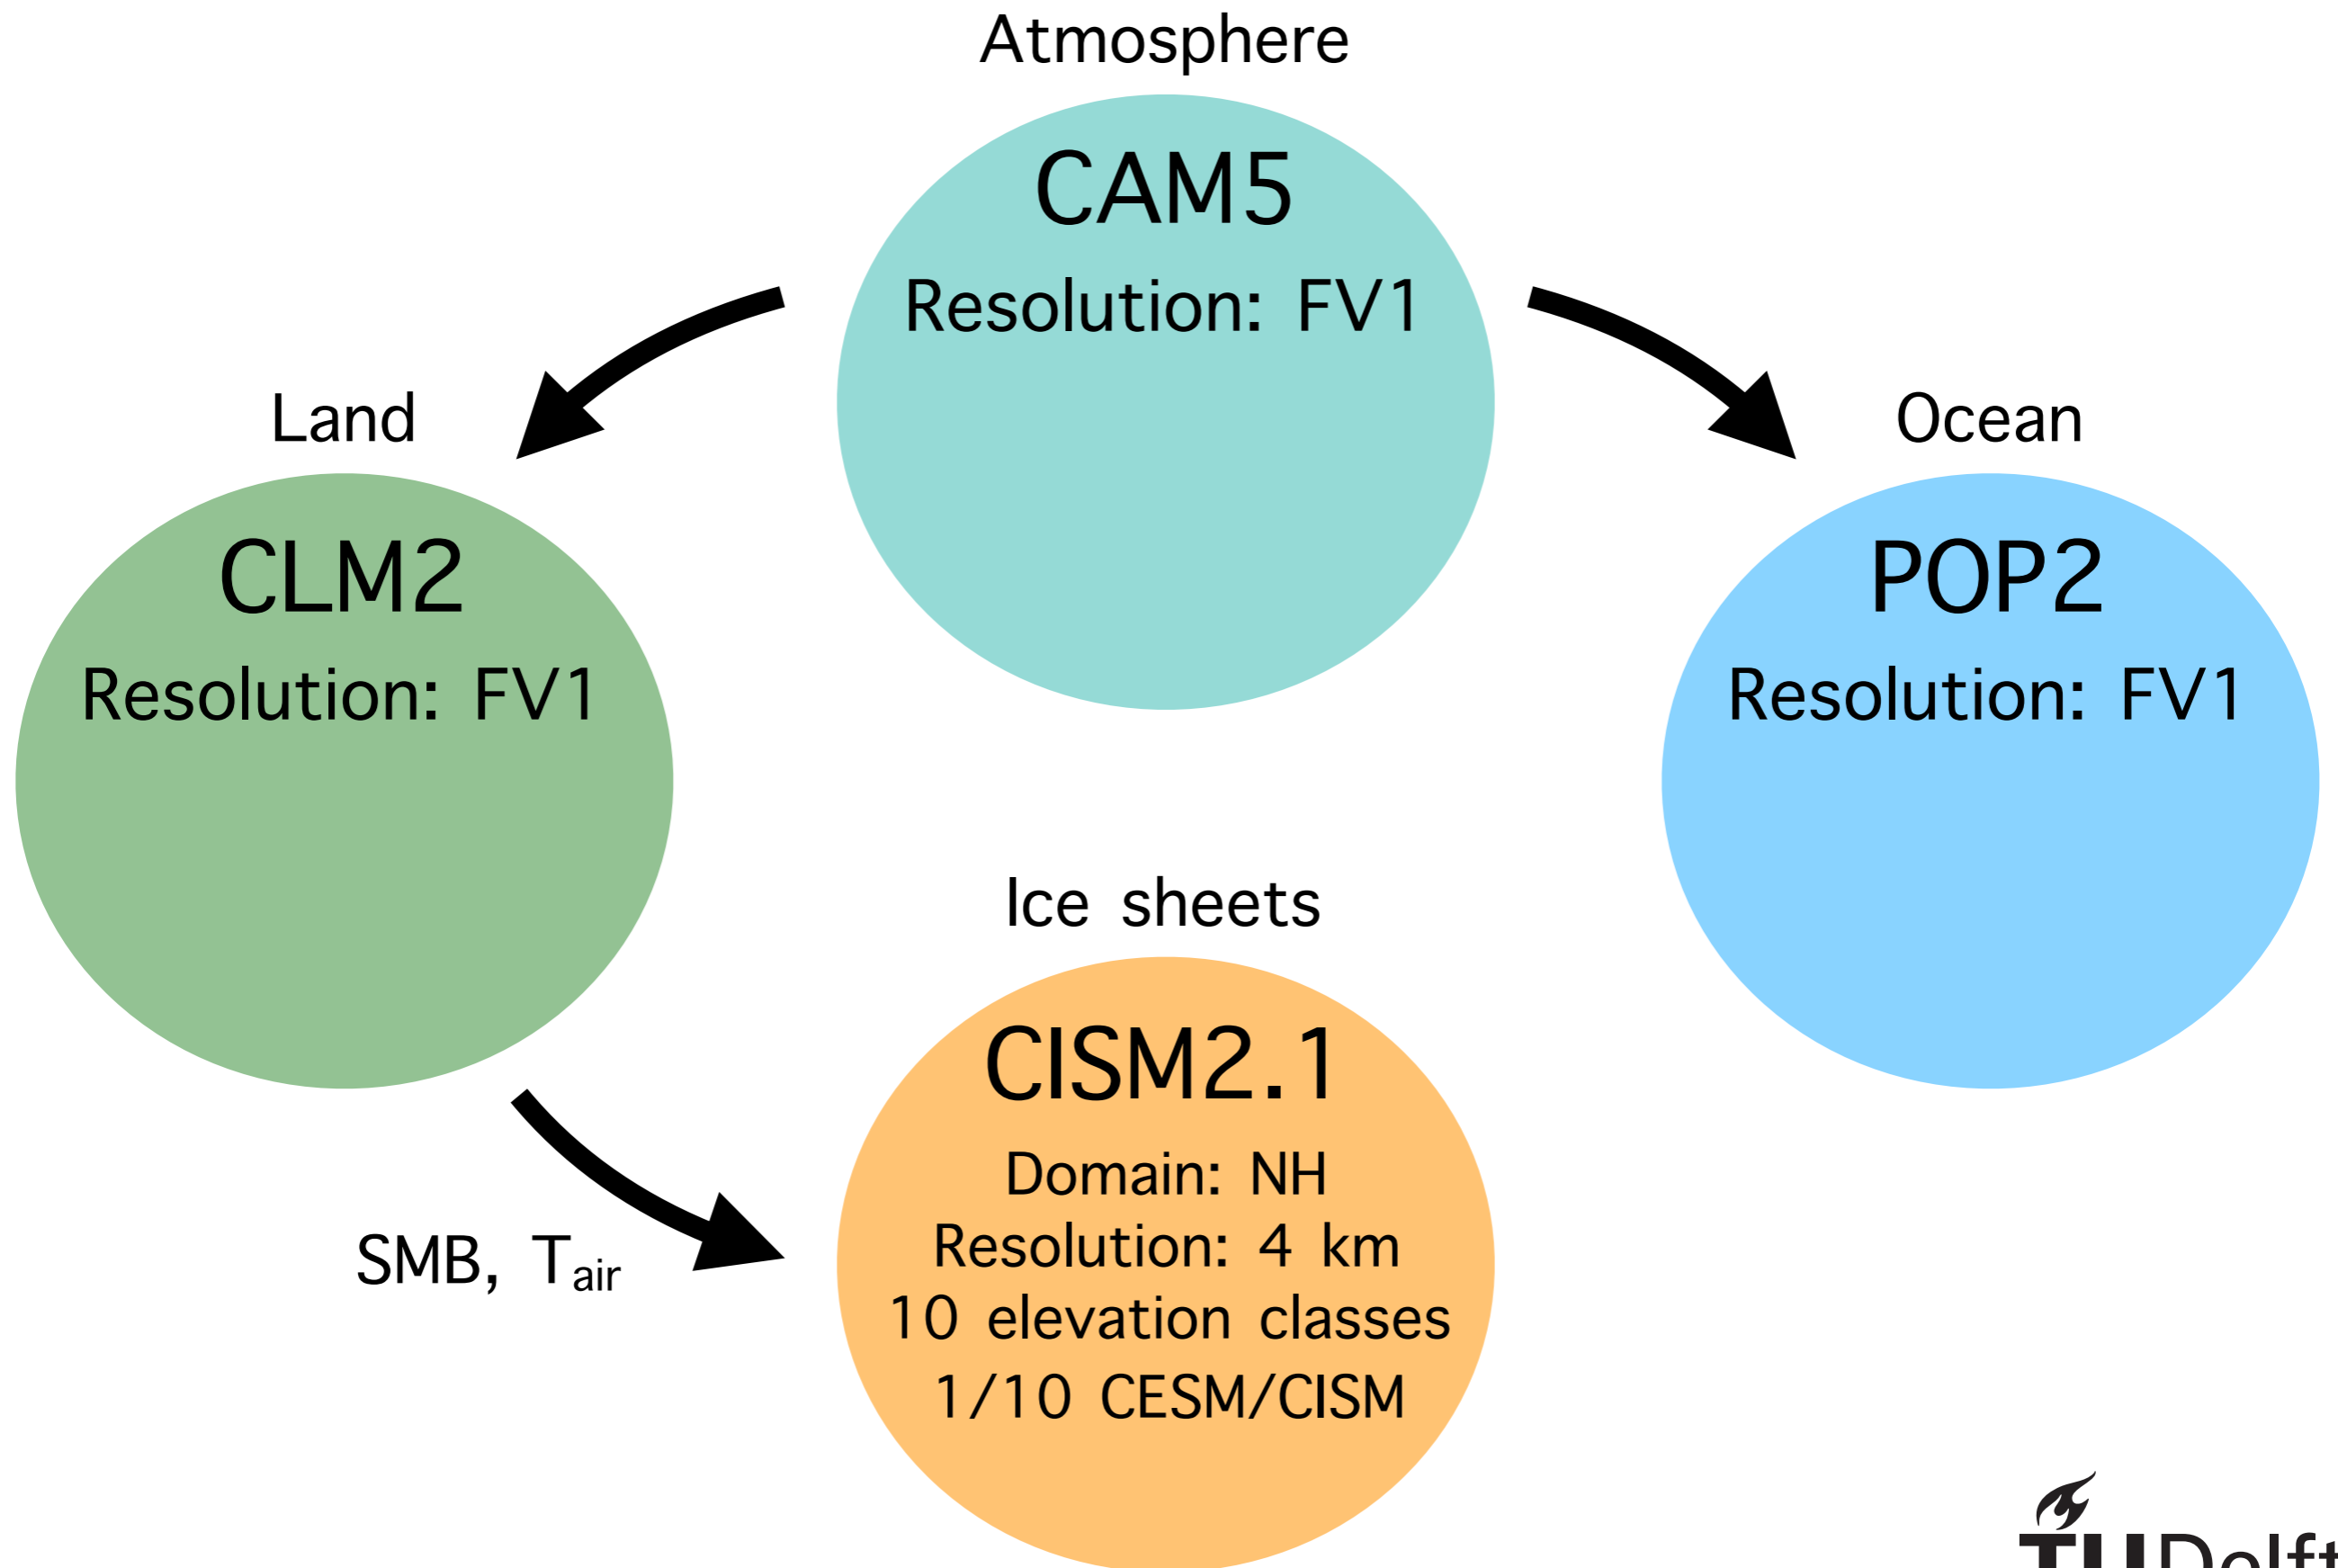 Atmosphere
CAM5
Resolution: FV1
Land
CLM2
Resolution: FV1
Ocean
POP2
Resolution: FV1
Ice sheets
CISM2.1
Domain: NH
Resolution: 4 km
10 elevation classes
1/10 CESM/CISM
SMB, Tair
TUDelft